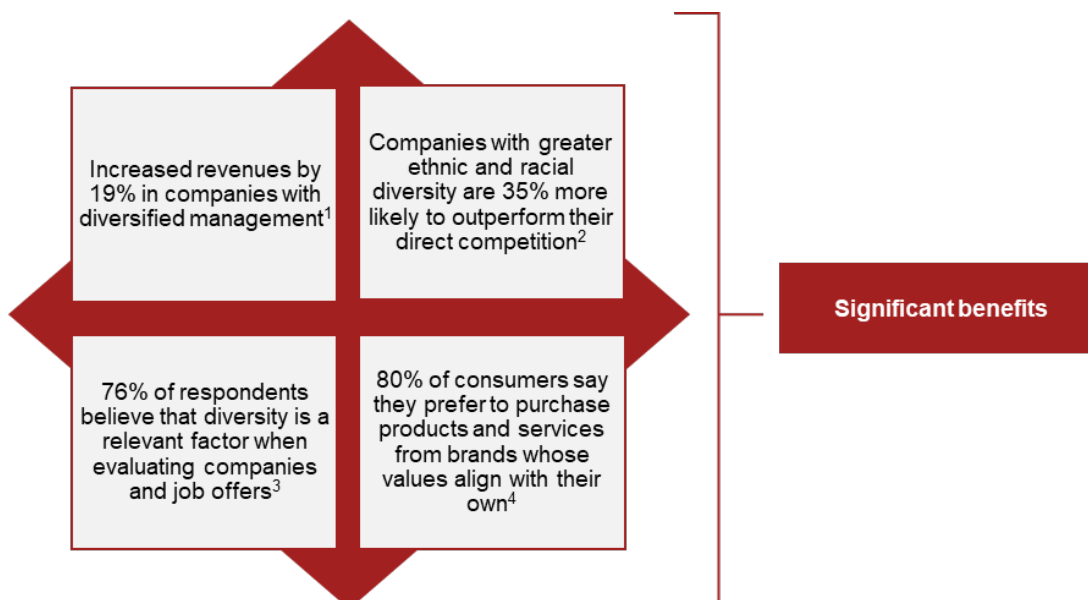 Increased revenues by
19% in companies with
diversified management¹
Companies with greater
ethnic and racial
diversity are 35% more
likely to outperform their
direct competition²
76% of respondents
believe that diversity is a
relevant factor when
evaluating companies
and job offers³
80% of consumers say
they prefer to purchase
products and services
from brands whose
values align with their
own⁴
Significant benefits